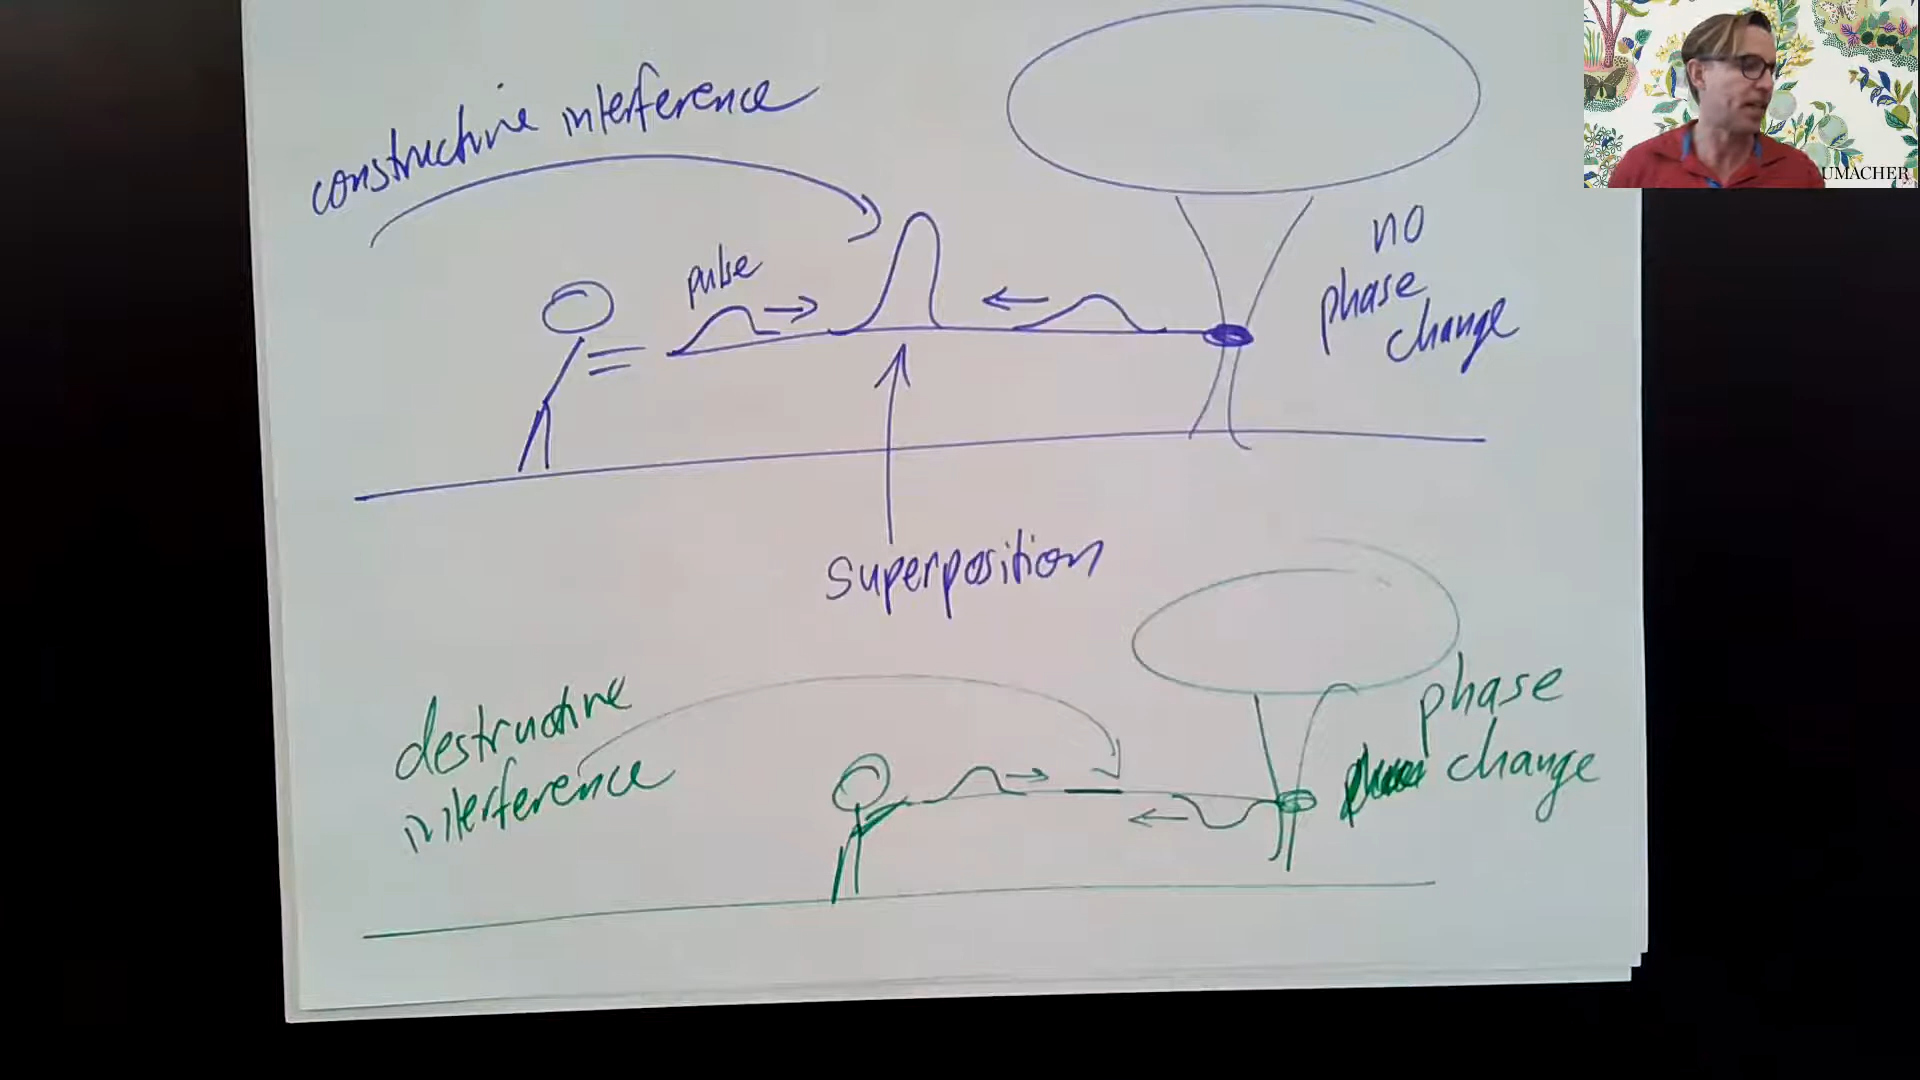 constructive interference
pulse
no
phase
change
superposition
destructive
interference
phase
change
UMACHER